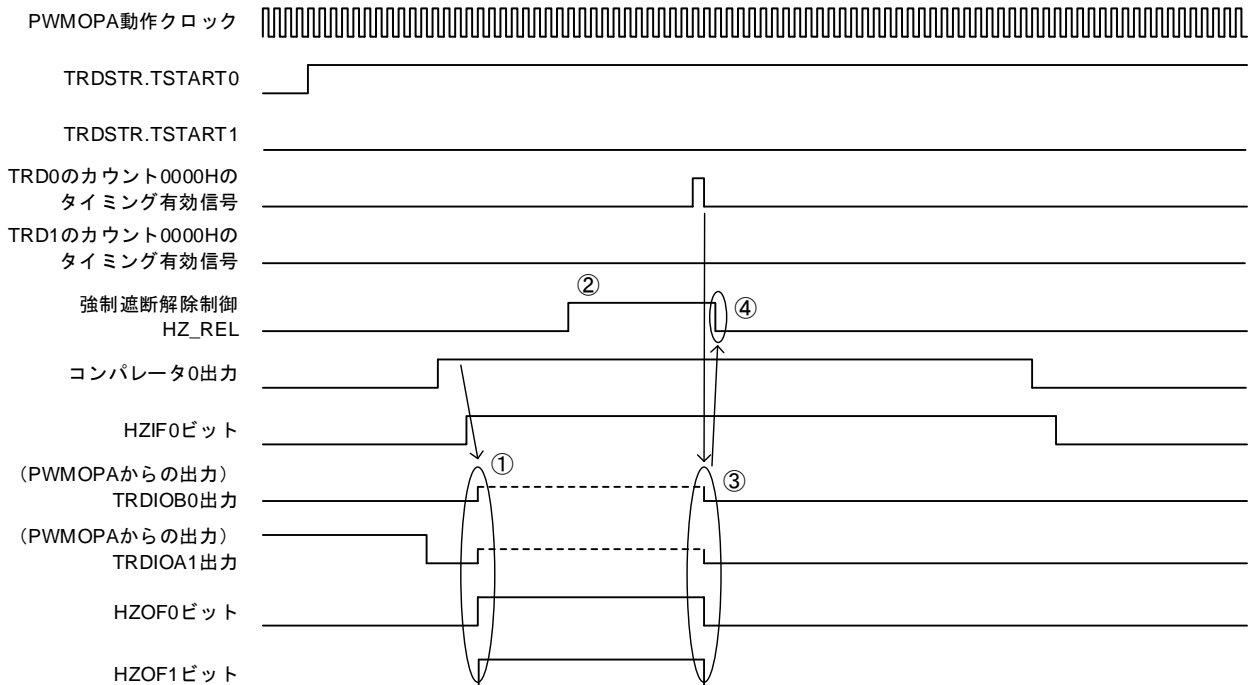 PWMOPA動作クロック
TRDSTR.TSTART0
TRDSTR.TSTART1
TRD0のカウント0000Hの
タイミング有効信号
TRD1のカウント0000Hの
タイミング有効信号
強制遮断解除制御
HZ_REL
②
④
コンパレータ0出力
HZIF0ビット
①
(PWMOPAからの出力)
TRDIOB0出力
③
(PWMOPAからの出力)
TRDIOA1出力
HZOF0ビット
HZOF1ビット